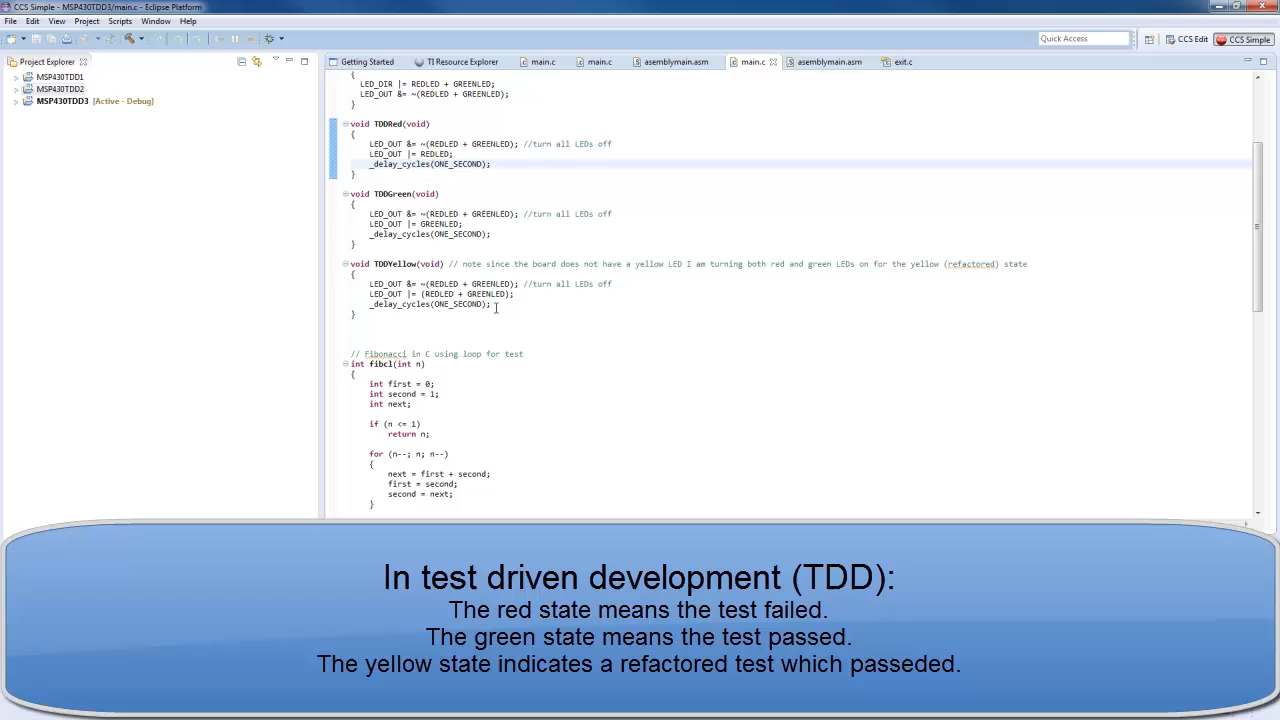 CCS Simple - MSP430TDD3/main.c - Eclipse Platform
File Edit View Project Scripts Window Help
Quick Access CCS Edit CCS Simple
Project Explorer
Getting Started TI Resource Explorer main.c main.c asemblymain.asm main.c asemblymain.asm exit.c
MSP430TDD1
MSP430TDD2
MSP430TDD3 [Active - Debug]
{
LED_DIR |= REDLED + GREENLED;
LED_OUT &= ~(REDLED + GREENLED);
}
void TDDRed(void)
{
LED_OUT &= ~(REDLED + GREENLED); //turn all LEDs off
LED_OUT |= REDLED;
_delay_cycles(ONE_SECOND);
}
void TDDGreen(void)
{
LED_OUT &= ~(REDLED + GREENLED); //turn all LEDs off
LED_OUT |= GREENLED;
_delay_cycles(ONE_SECOND);
}
void TDDYellow(void) // note since the board does not have a yellow LED I am turning both red and green LEDs on for the yellow (refactored) state
{
LED_OUT &= ~(REDLED + GREENLED); //turn all LEDs off
LED_OUT |= (REDLED + GREENLED);
_delay_cycles(ONE_SECOND);
}
// Fibonacci in C using loop for test
int fibcl(int n)
{
int first = 0;
int second = 1;
int next;
if (n <= 1)
return n;
for (n--; n; n--)
{
next = first + second;
first = second;
second = next;
}
In test driven development (TDD):
The red state means the test failed.
The green state means the test passed.
The yellow state indicates a refactored test which passeded.